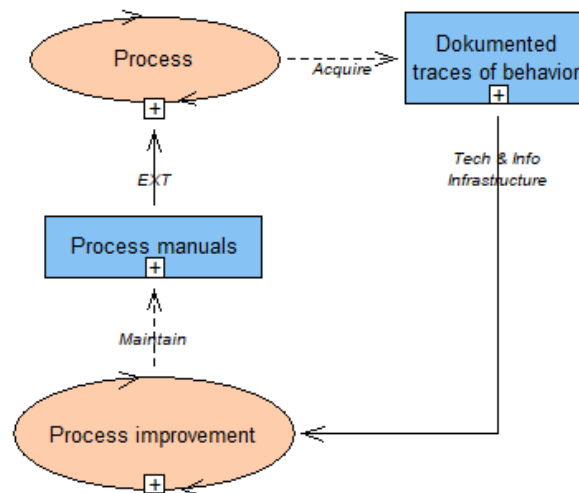 Process
Acquire
Dokumented
traces of behavior
+
+
Tech & Info
Infrastructure
EXT
Process manuals
+
Maintain
Process improvement
+